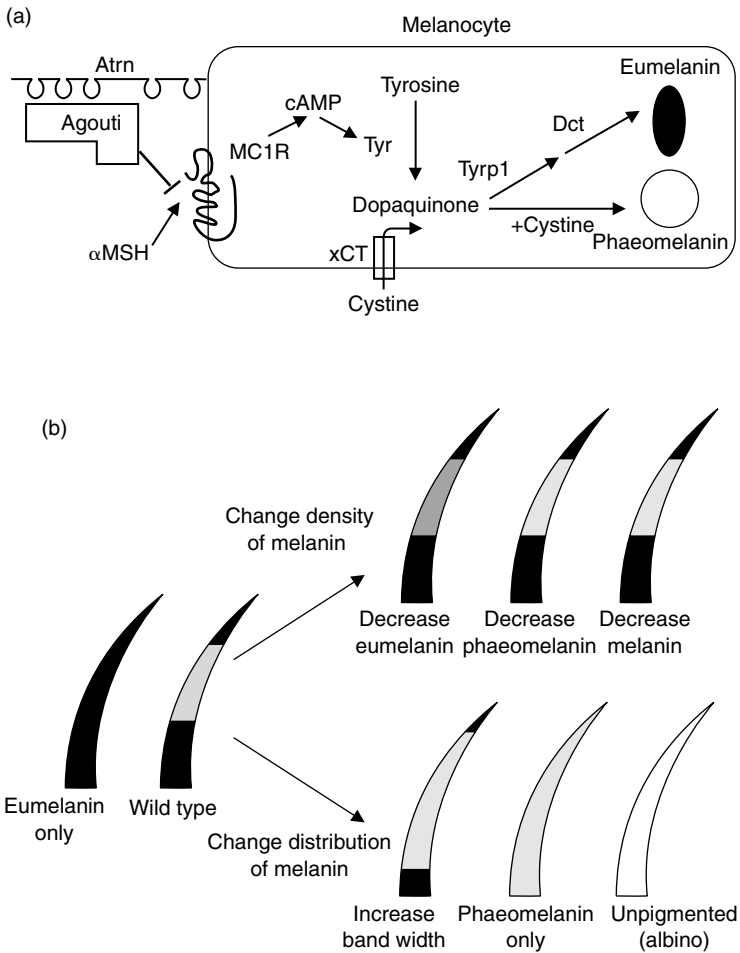 (a)
Melanocyte
Atrn
Agouti
αMSH
MC1R
cAMP
Tyr
Tyrosine
Dopaquinone
xCT
Cystine
Tyrp1
Dct
Eumelanin
+Cystine
Phaeomelanin
(b)
Change density
of melanin
Decrease
eumelanin
Decrease
phaeomelanin
Decrease
melanin
Eumelanin
only
Wild type
Change distribution
of melanin
Increase
band width
Phaeomelanin
only
Unpigmented
(albino)